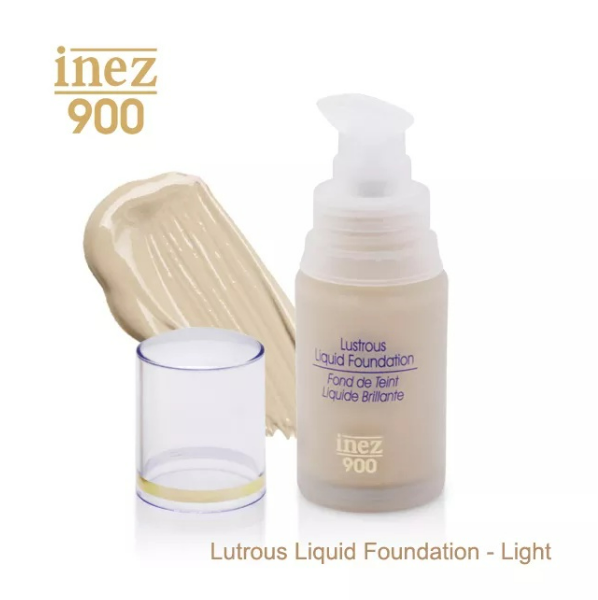 inez
900
Lustrous
Liquid Foundation
Fond de Teint
Liquide Brillante
inez
900
Lutrous Liquid Foundation - Light